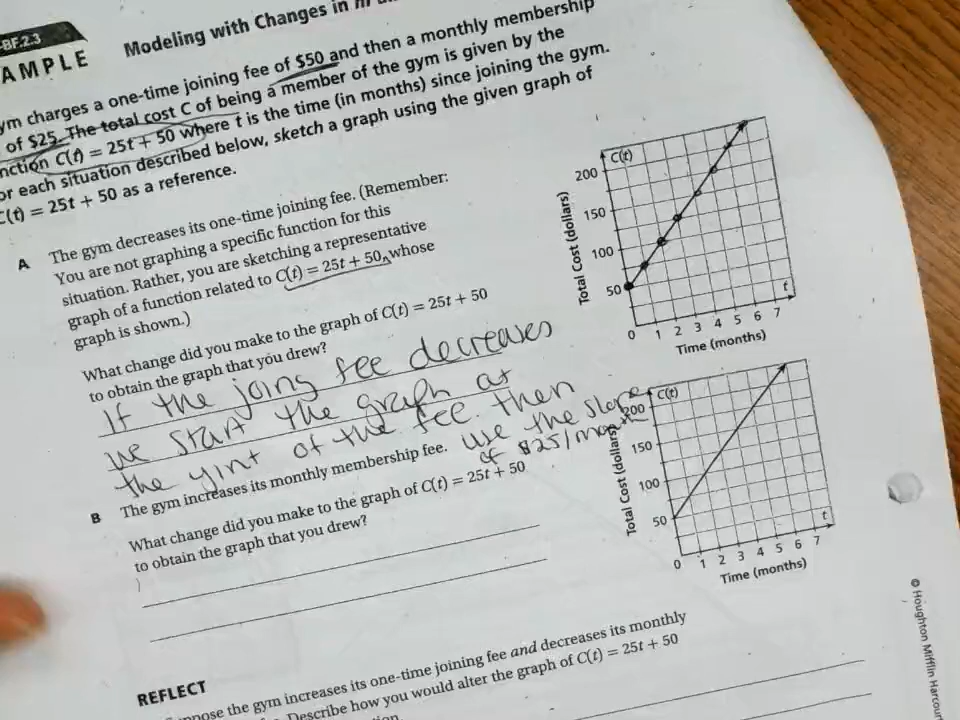 -BF.2.3
AMPLE
Modeling with Changes in m
ym charges a one-time joining fee of $50 and then a monthly membership
of $25. The total cost C of being a member of the gym is given by the
nction C(t) = 25t + 50 where t is the time (in months) since joining the gym.
or each situation described below, sketch a graph using the given graph of
C(t) = 25t + 50 as a reference.
A The gym decreases its one-time joining fee. (Remember:
You are not graphing a specific function for this
situation. Rather, you are sketching a representative
graph of a function related to C(t) = 25t + 50, whose
graph is shown.)
What change did you make to the graph of C(t) = 25t + 50
to obtain the graph that you drew?
If the joing fee decreases
we start the graph at
the yint of the fee. then
use the slope
of $25/month
C(t)
200
150
100
50
0 1 2 3 4 5 6 7
t
Total Cost (dollars)
Time (months)
B The gym increases its monthly membership fee.
What change did you make to the graph of C(t) = 25t + 50
to obtain the graph that you drew?
C(t)
200
150
100
50
0 1 2 3 4 5 6 7
t
Total Cost (dollars)
Time (months)
REFLECT
ppose the gym increases its one-time joining fee and decreases its monthly
Describe how you would alter the graph of C(t) = 25t + 50
© Houghton Mifflin Harcour